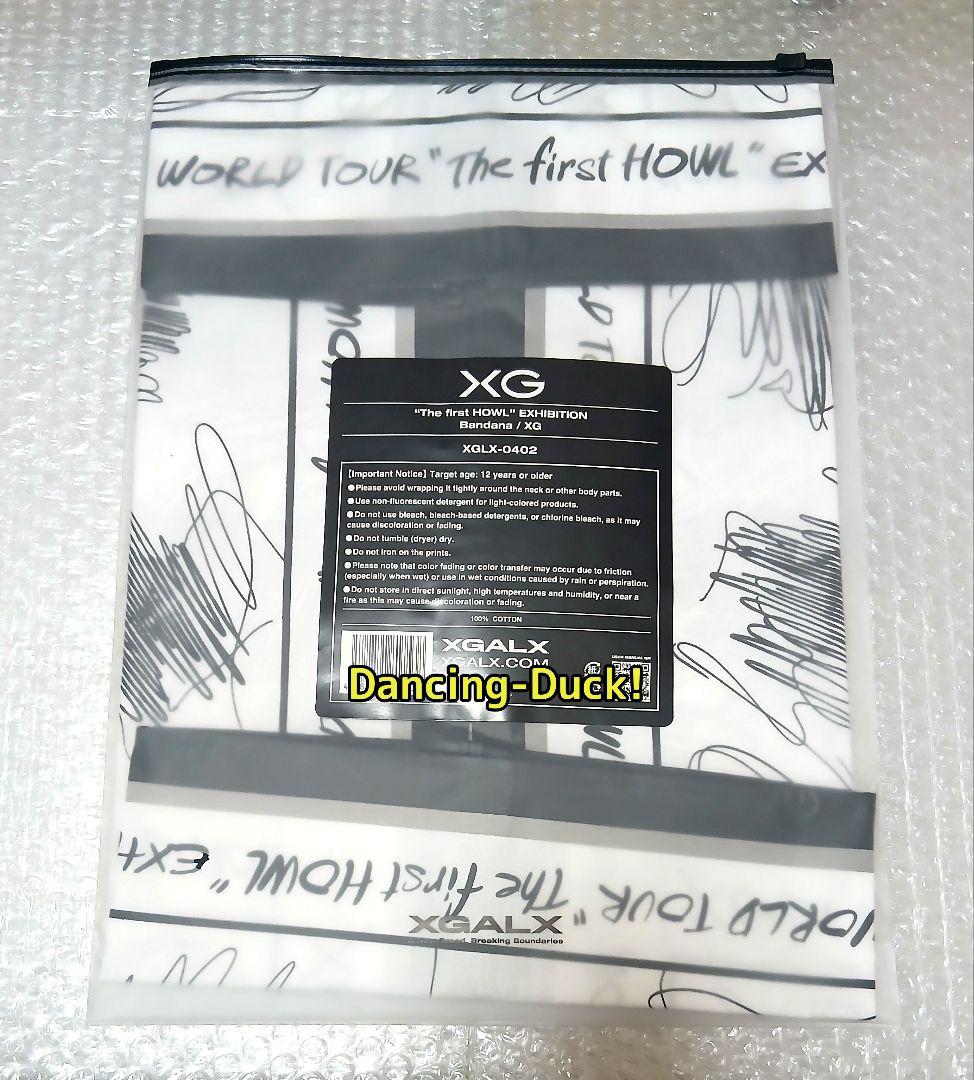 WORLD TOUR "The first HOWL" EX
XG
"The first HOWL" EXHIBITION
Bandana / XG
XGLX-0402
【Important Notice】 Target age: 12 years or older
●Please avoid wrapping it tightly around the neck or other body parts.
●Use non-fluorescent detergent for light-colored products.
●Do not use bleach, bleach-based detergents, or chlorine bleach, as it may
cause discoloration or fading.
●Do not tumble (dryer) dry.
●Do not iron on the prints.
●Please note that color fading or color transfer may occur due to friction
(especially when wet) or use in wet conditions caused by rain or perspiration.
●Do not store in direct sunlight, high temperatures and humidity, or near a
fire as this may cause discoloration or fading.
100% COTTON
XGALX
XGALX.COM
Dancing-Duck!
ORLD TOUR "The first HOWL" EXH
XGALX
Breed, Breaking Boundaries